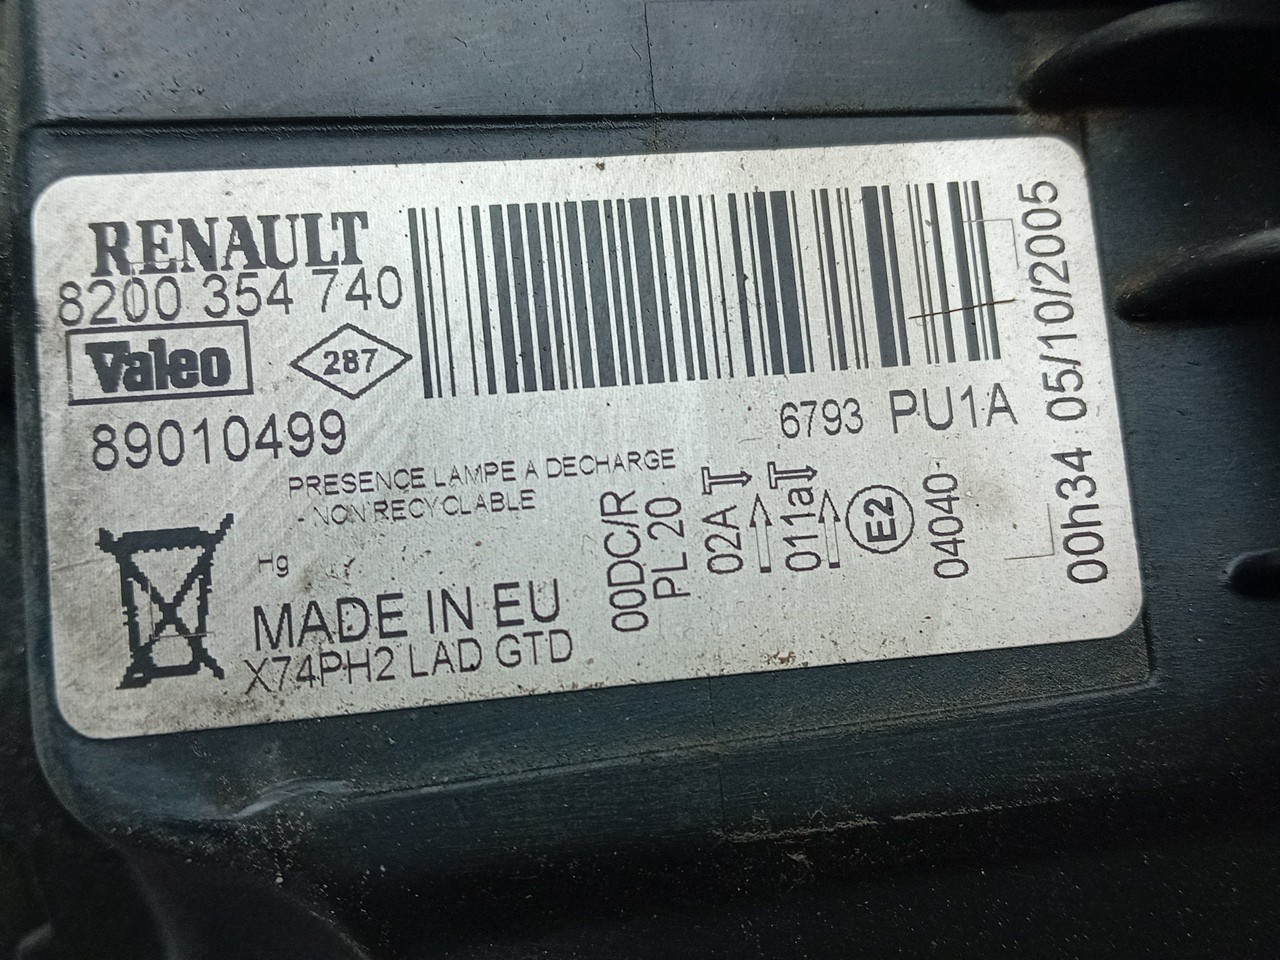 RENAULT
8200 354 740
Valeo
287
89010499
6793 PU1A
PRESENCE LAMPE A DECHARGE
- NON RECYCLABLE
Hg
MADE IN EU
X74PH2 LAD GTD
00DC/R
PL 20
02A
011a
E2
04040-
00h34 05/10/2005